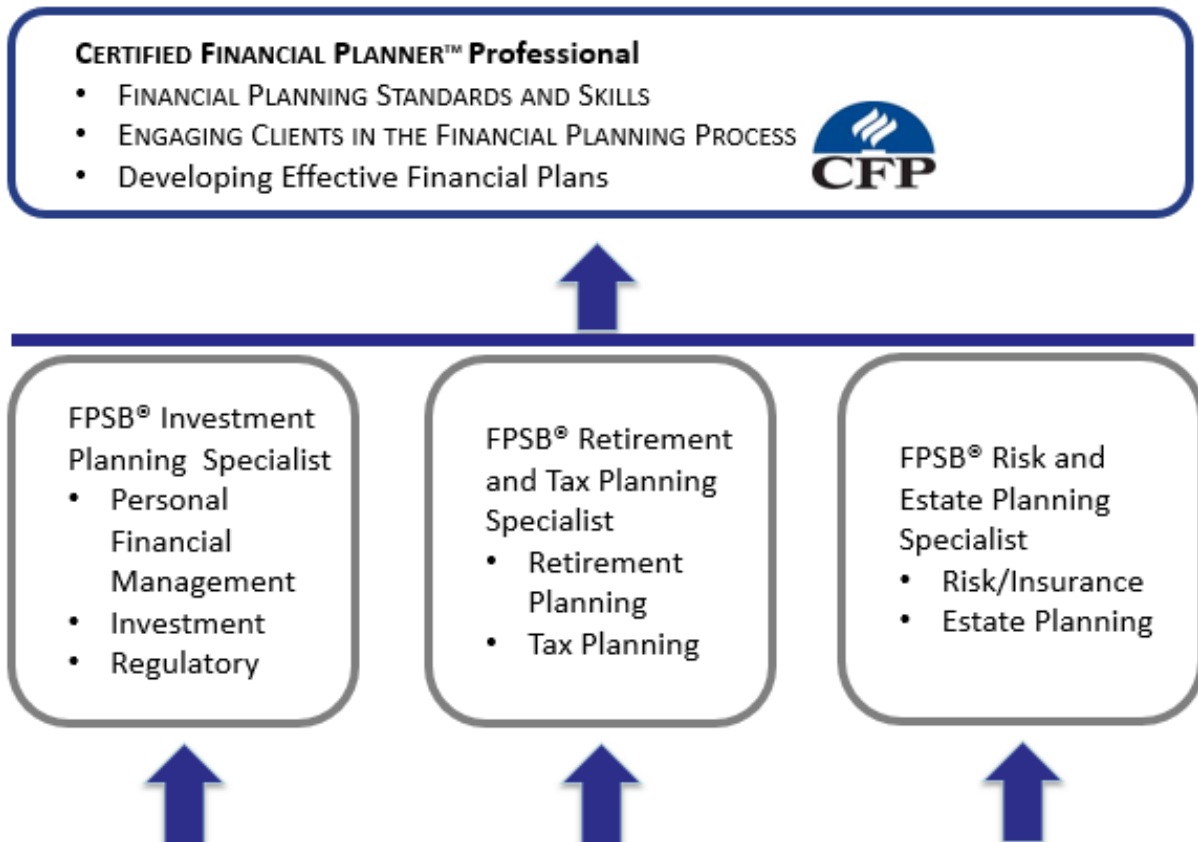 CERTIFIED FINANCIAL PLANNER™ Professional
• FINANCIAL PLANNING STANDARDS AND SKILLS
• ENGAGING CLIENTS IN THE FINANCIAL PLANNING PROCESS
• Developing Effective Financial Plans
CFP
FPSB® Investment
Planning Specialist
• Personal
Financial
Management
• Investment
• Regulatory
FPSB® Retirement
and Tax Planning
Specialist
• Retirement
Planning
• Tax Planning
FPSB® Risk and
Estate Planning
Specialist
• Risk/Insurance
• Estate Planning